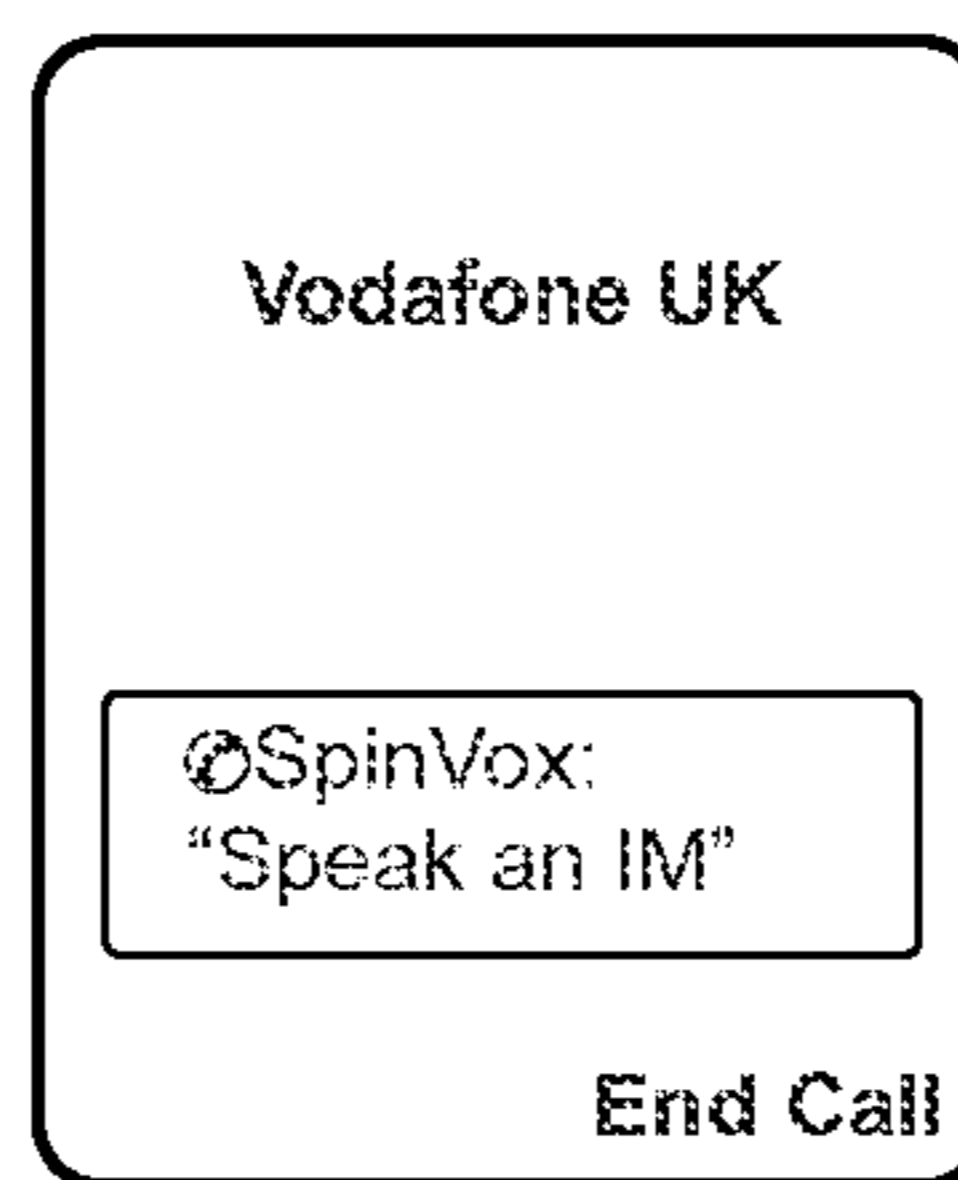 Vodafone UK
✆SpinVox:
“Speak an IM”
End Call